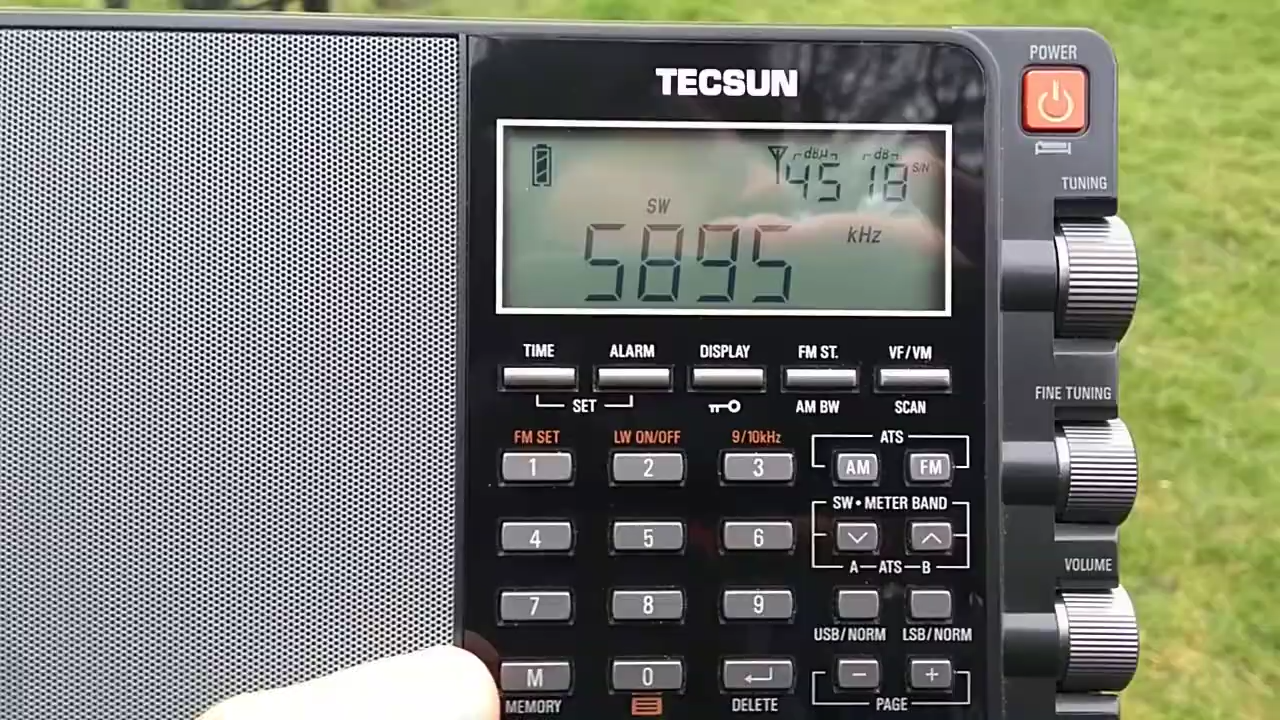 POWER
TECSUN
dBµ dB
45 18 S/N
TUNING
SW
5895 kHz
TIME ALARM DISPLAY FM ST. VF/VM
SET AM BW SCAN
FINE TUNING
FM SET LW ON/OFF 9/10kHz ATS
1 2 3 AM FM
SW • METER BAND
4 5 6
A ATS B
VOLUME
7 8 9
USB/NORM LSB/NORM
M 0 − +
MEMORY DELETE PAGE